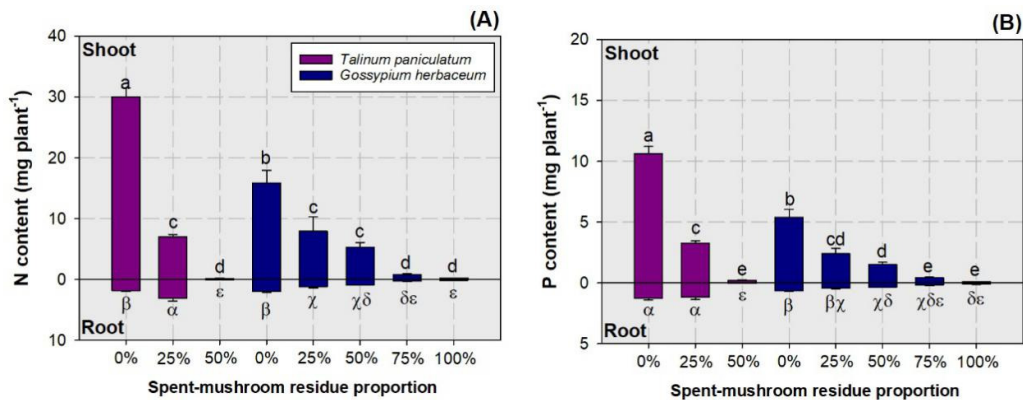 (A)
40
30
20
10
0
10
N content (mg plant-1)
Shoot
Talinum paniculatum
Gossypium herbaceum
a
c
d
b
c
c
d
d
β
α
ε
β
χ
χδ
δε
ε
Root
0% 25% 50% 0% 25% 50% 75% 100%
Spent-mushroom residue proportion
(B)
20
15
10
5
0
5
P content (mg plant-1)
Shoot
a
c
e
b
cd
d
e
e
α
α
ε
β
βχ
χδ
χδε
δε
Root
0% 25% 50% 0% 25% 50% 75% 100%
Spent-mushroom residue proportion